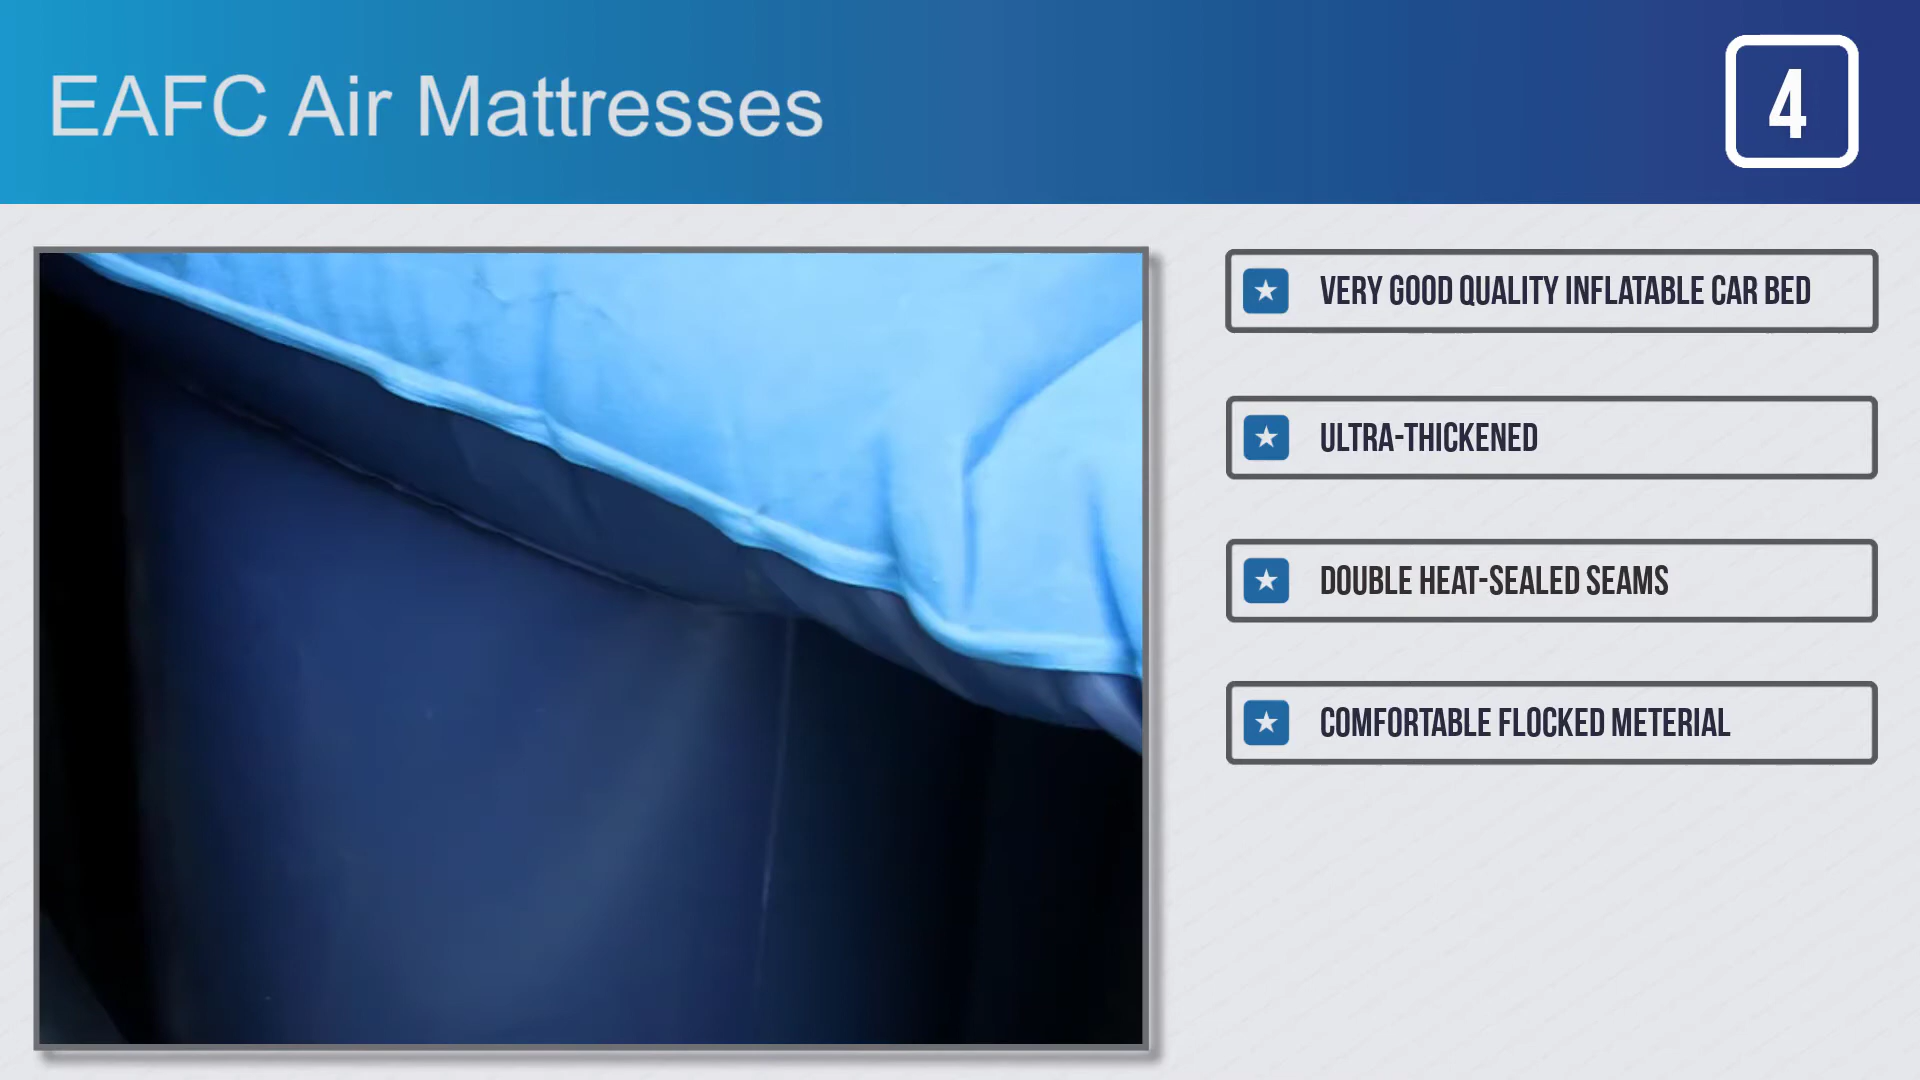 EAFC Air Mattresses
4
VERY GOOD QUALITY INFLATABLE CAR BED
ULTRA-THICKENED
DOUBLE HEAT-SEALED SEAMS
COMFORTABLE FLOCKED METERIAL